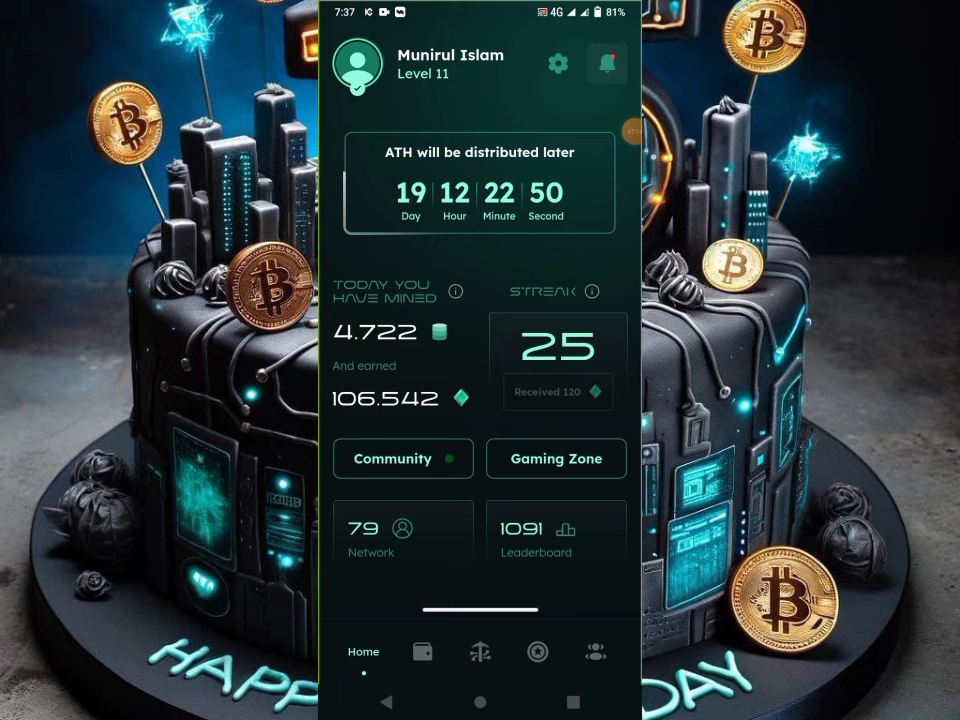 7:37
4G
81%
Munirul Islam
Level 11
07:14
ATH will be distributed later
19 12 22 50
Day Hour Minute Second
TODAY YOU
HAVE MINED
STREAK
4.722
25
And earned
Received 120
106.542
Community
Gaming Zone
79
1091
Network
Leaderboard
Home
HAPP
DAY